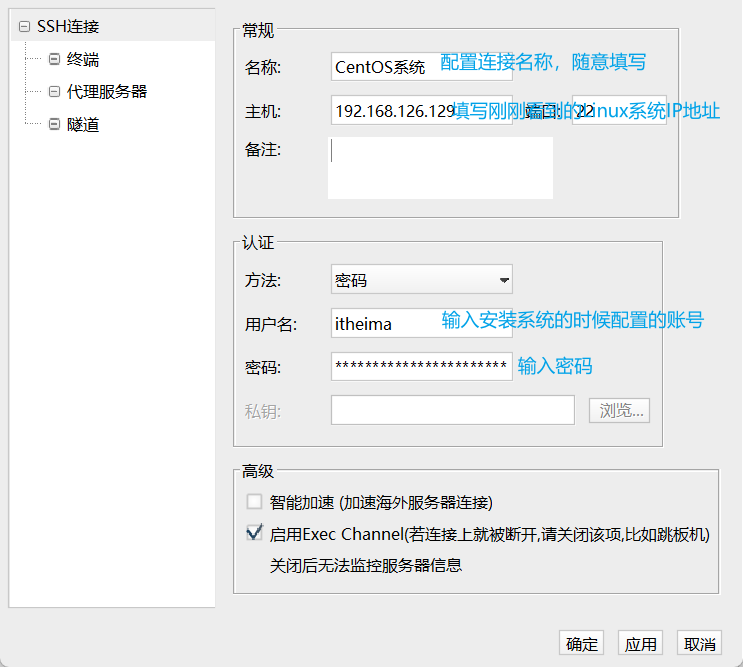 SSH连接
终端
代理服务器
隧道
常规
名称: CentOS系统 配置连接名称，随意填写
主机: 192.168.126.129 填写刚刚看到的Linux系统IP地址 端口: 22
备注:
认证
方法: 密码
用户名: itheima 输入安装系统的时候配置的账号
密码: *********************** 输入密码
私钥: 浏览...
高级
智能加速 (加速海外服务器连接)
启用Exec Channel(若连接上就被断开,请关闭该项,比如跳板机)
关闭后无法监控服务器信息
确定 应用 取消